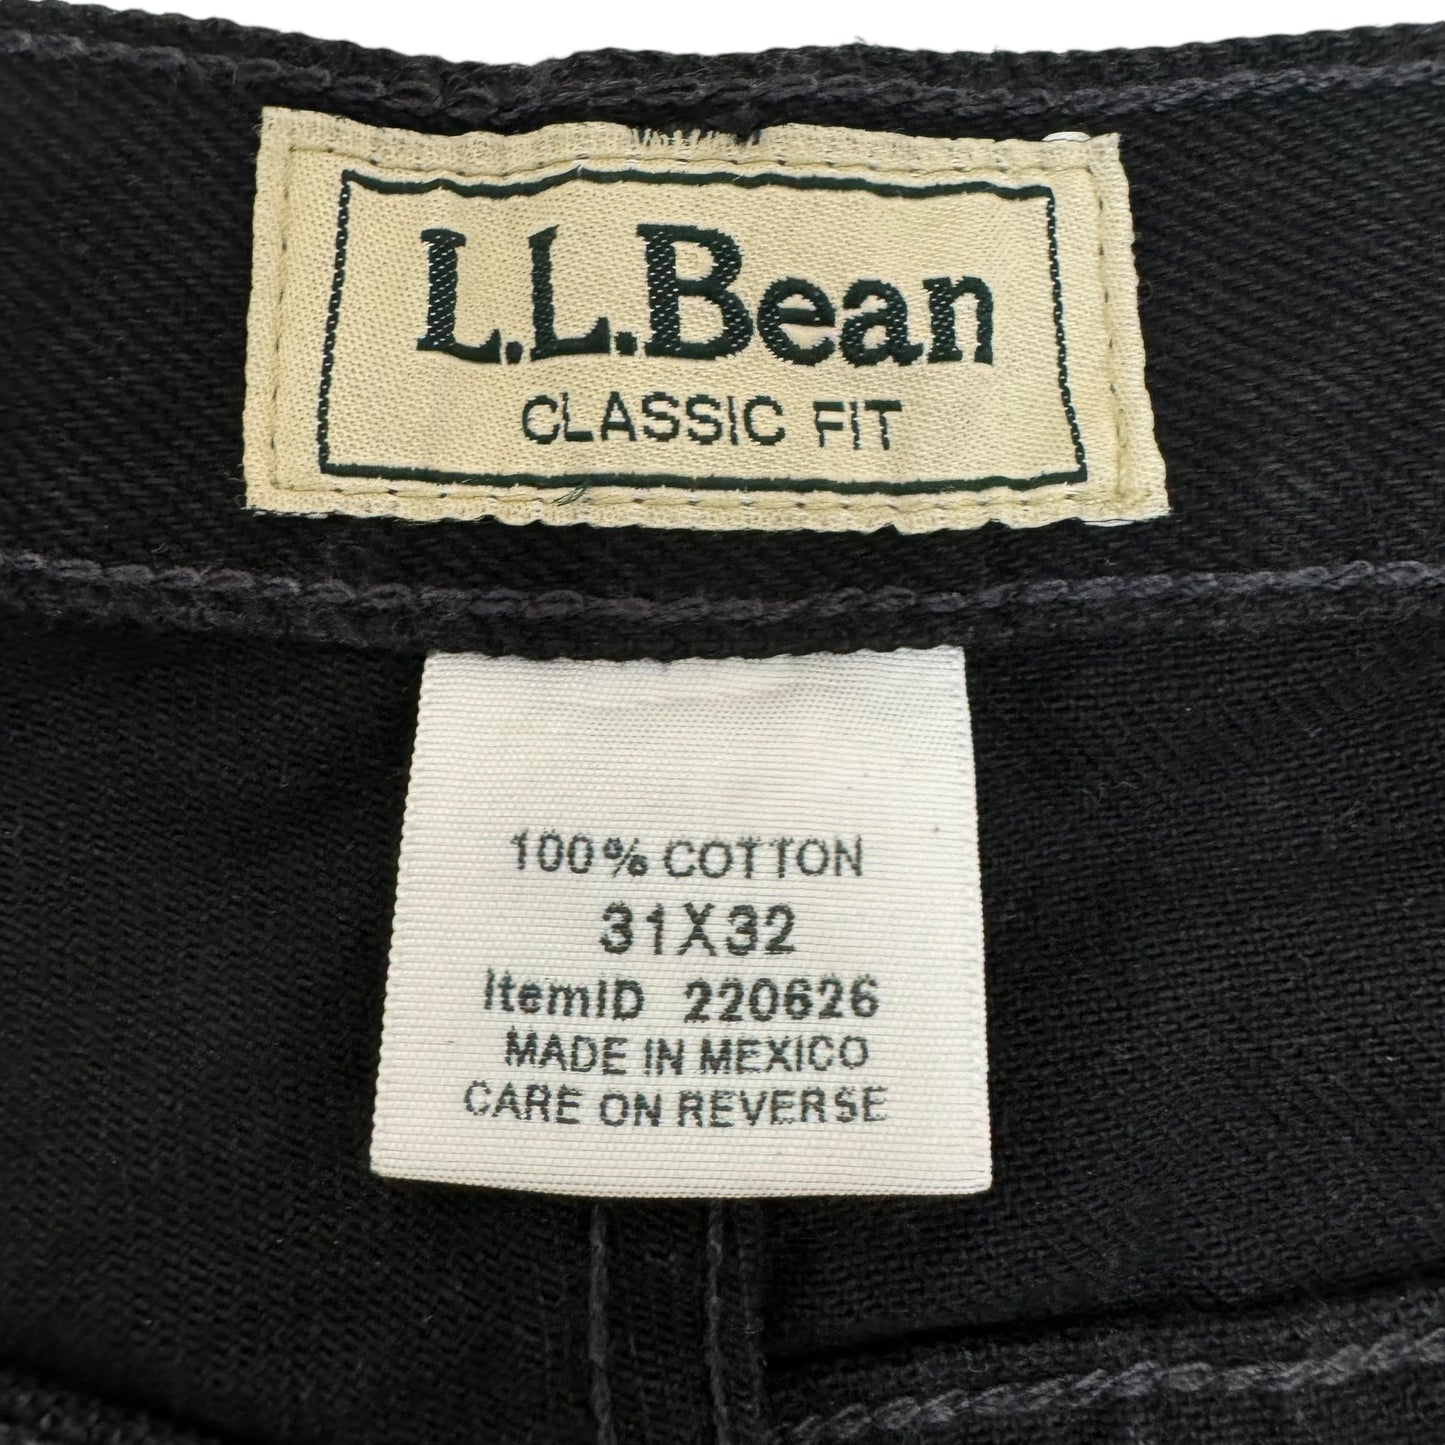 L.L.Bean
CLASSIC FIT
100% COTTON
31X32
ItemID 220626
MADE IN MEXICO
CARE ON REVERSE